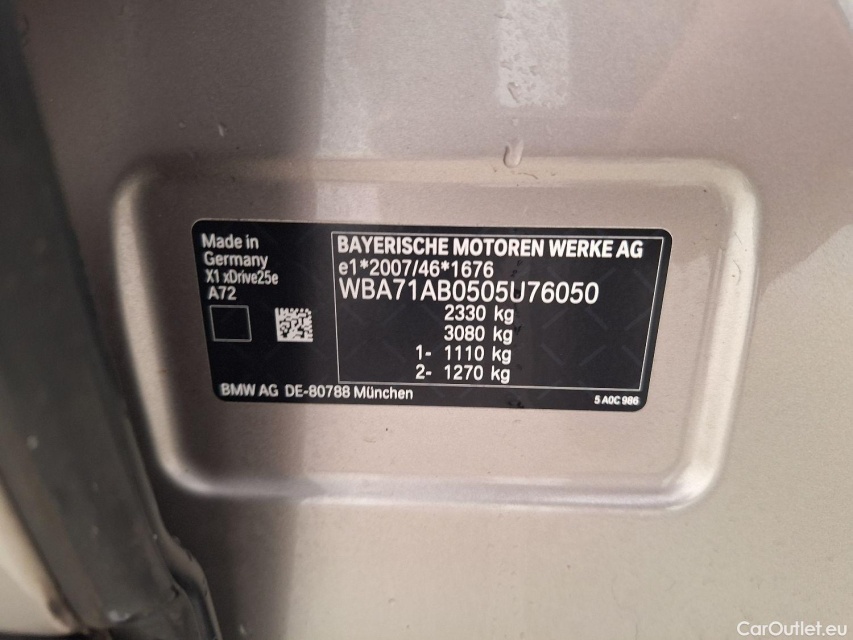 Made in
Germany
X1 xDrive25e
A72
BAYERISCHE MOTOREN WERKE AG
e1*2007/46*1676
WBA71AB0505U76050
2330 kg
3080 kg
1- 1110 kg
2- 1270 kg
BMW AG DE-80788 München
5 A0C 986
CarOutlet.eu